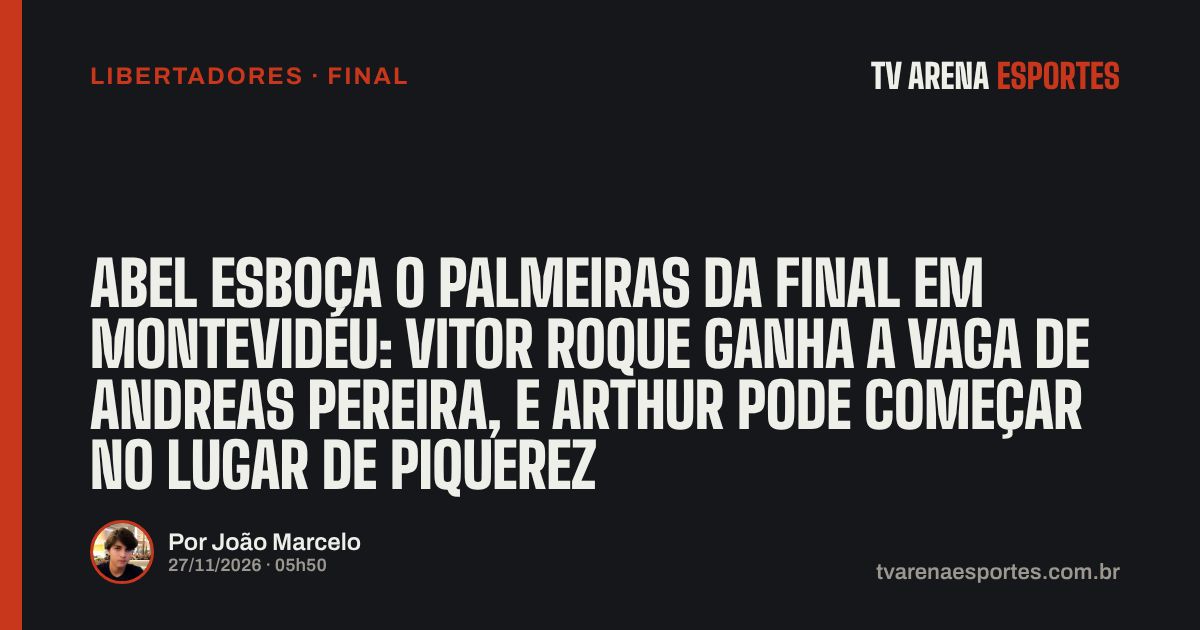 LIBERTADORES · FINAL
TV ARENA ESPORTES
ABEL ESBOÇA O PALMEIRAS DA FINAL EM
MONTEVIDÉU: VITOR ROQUE GANHA A VAGA DE
ANDREAS PEREIRA, E ARTHUR PODE COMEÇAR
NO LUGAR DE PIQUEREZ
Por João Marcelo
27/11/2026 · 05h50
tvarenaesportes.com.br